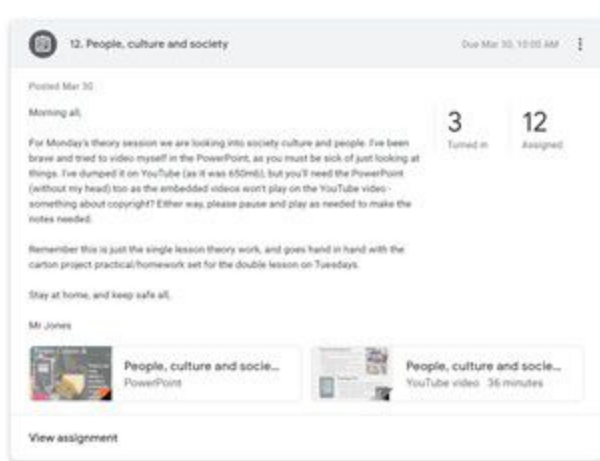 12. People, culture and society
Due Mar 30, 10:00 AM
Posted Mar 30
Morning all,
3
Turned in
12
Assigned
For Monday's theory session we are looking into society culture and people. I've been
brave and tried to video myself in the PowerPoint, as you must be sick of just looking at
things. I've dumped it on YouTube (as it was 650mb), but you'll need the PowerPoint
(without my head) too as the embedded videos won't play on the YouTube video-
something about copyright? Either way, please pause and play as needed to make the
notes needed.
Remember this is just the single lesson theory work, and goes hand in hand with the
carton project practical/homework set for the double lesson on Tuesdays.
Stay at home, and keep safe all,
Mr Jones
People, culture and socie...
PowerPoint
People, culture and socie...
YouTube video 36 minutes
View assignment